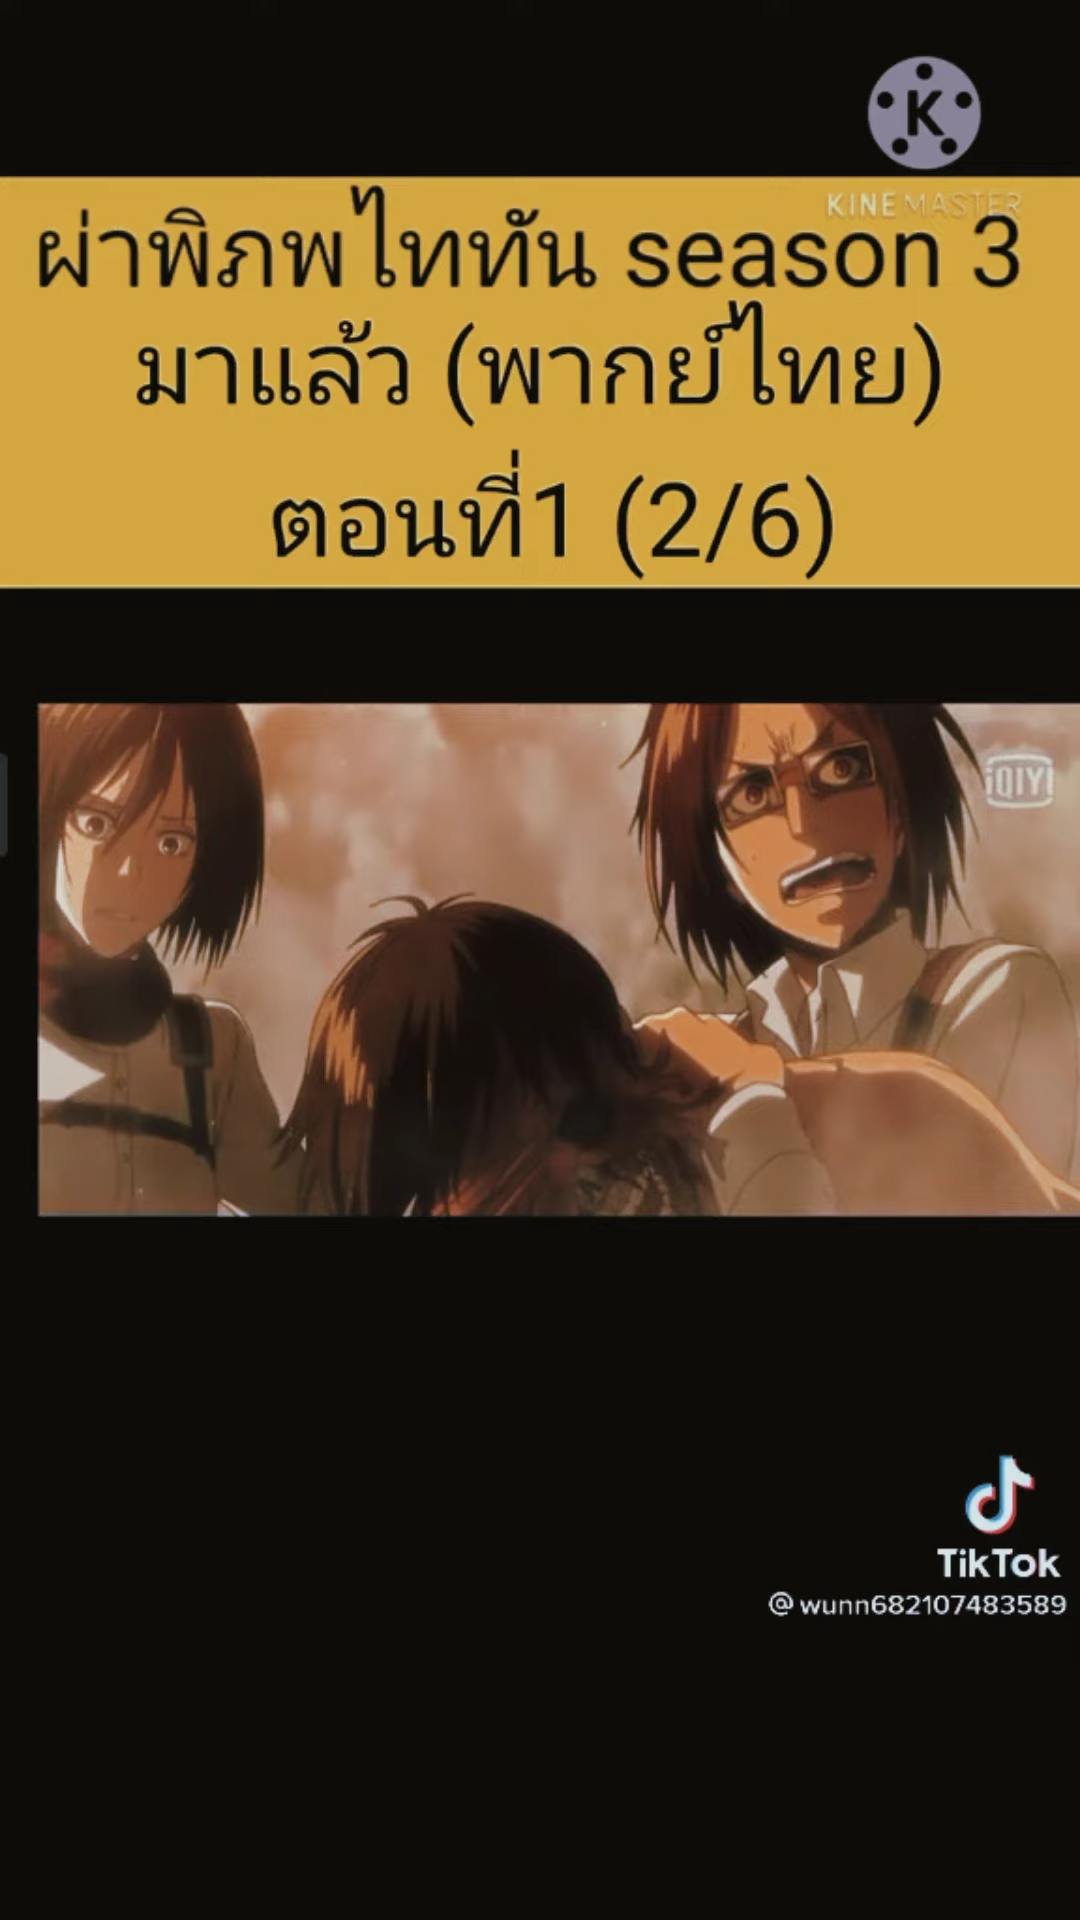 K
KINEMASTER
ผ่าพิภพไททัน season 3
มาแล้ว (พากย์ไทย)
ตอนที่1 (2/6)
iQIYI
TikTok
@wunn682107483589